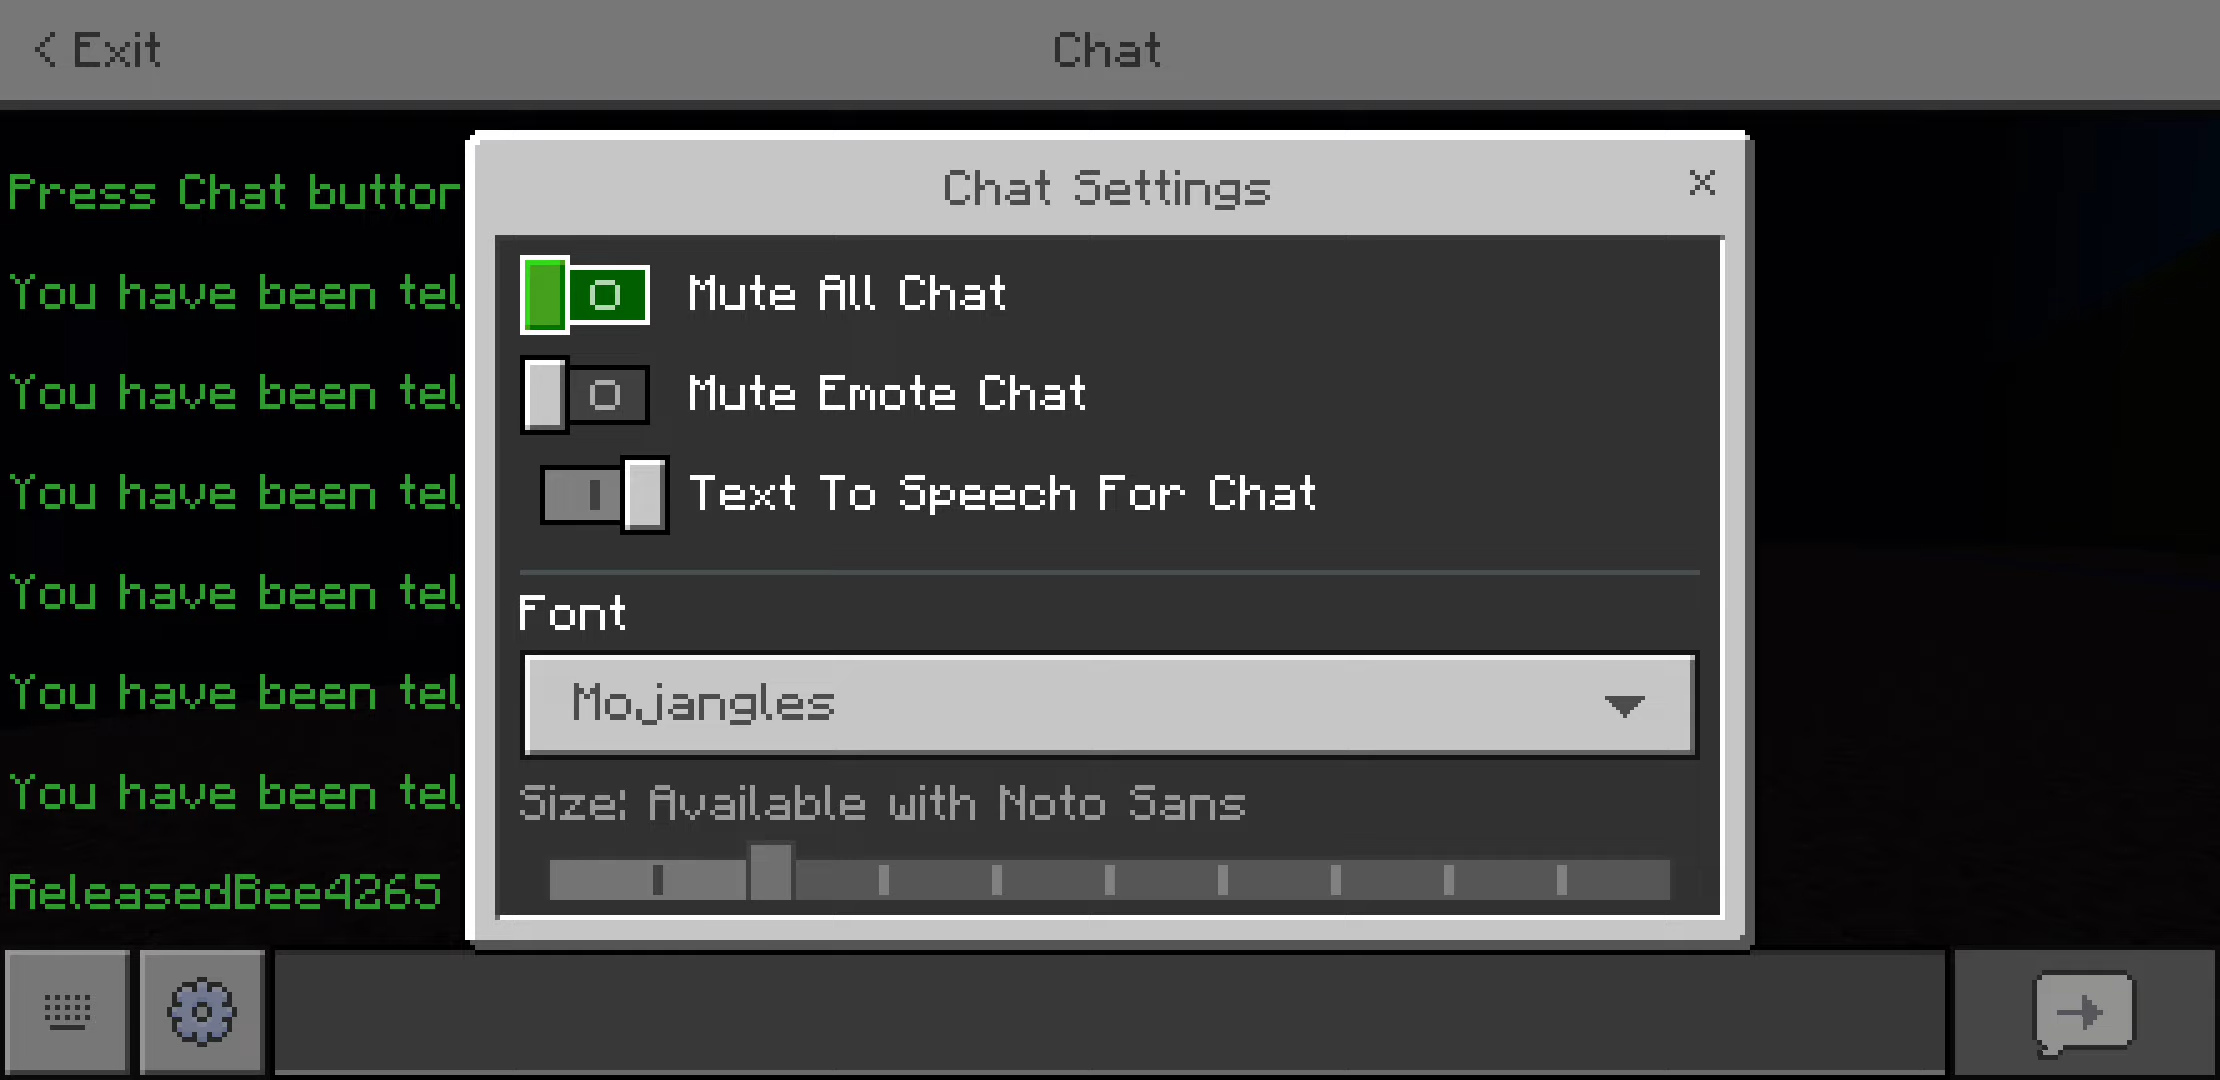 < Exit
Chat
Chat Settings
Press Chat button
Mute All Chat
You have been tel
Mute Emote Chat
You have been tel
Text To Speech For Chat
You have been tel
You have been tel
Font
You have been tel
Mojangles
You have been tel
Size: Available with Noto Sans
ReleasedBee4265